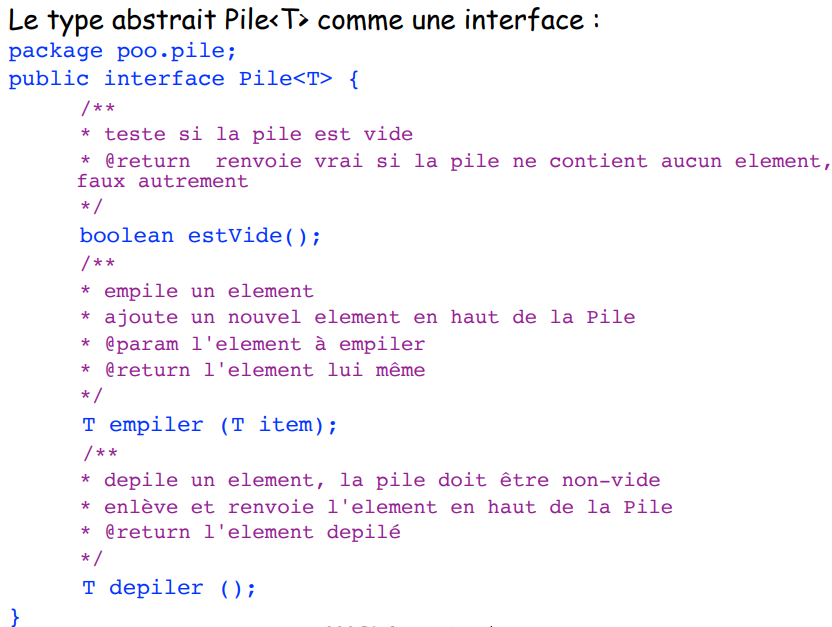 Le type abstrait Pile<T> comme une interface :
package poo.pile;
public interface Pile<T> {
/**
* teste si la pile est vide
* @return  renvoie vrai si la pile ne contient aucun element,
faux autrement
*/
boolean estVide();
/**
* empile un element
* ajoute un nouvel element en haut de la Pile
* @param l'element à empiler
* @return l'element lui même
*/
T empiler (T item);
/**
* depile un element, la pile doit être non-vide
* enlève et renvoie l'element en haut de la Pile
* @return l'element depilé
*/
T depiler ();
}